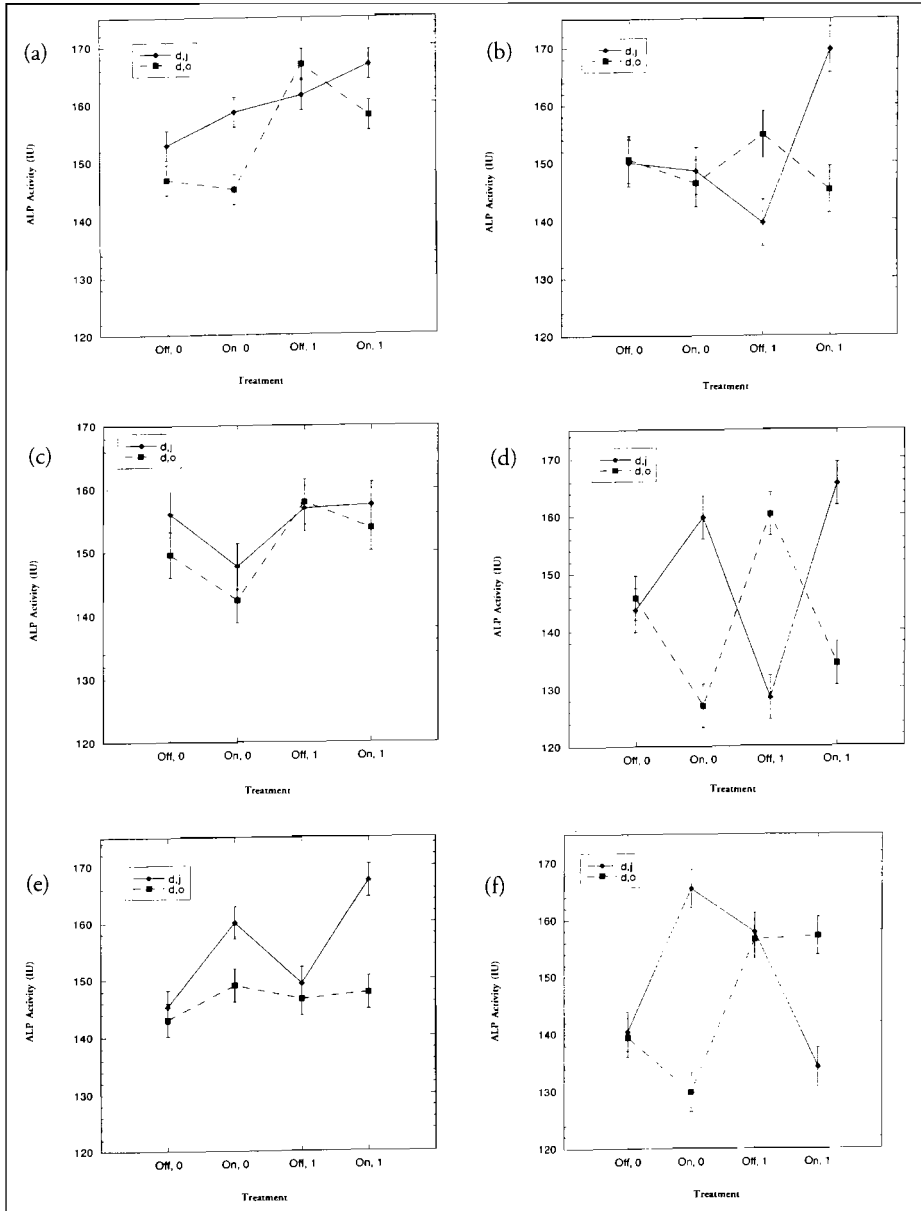 (a)
170
160
150
140
130
120
ALP Activity (IU)
d,j
d,o
Off, 0 On, 0 Off, 1 On, 1
Treatment
(b)
170
160
150
140
130
120
ALP Activity (IU)
d,j
d,o
Off, 0 On, 0 Off, 1 On, 1
Treatment
(c)
170
160
150
140
130
120
ALP Activity (IU)
d,j
d,o
Off, 0 On, 0 Off, 1 On, 1
Treatment
(d)
170
160
150
140
130
120
ALP Activity (IU)
d,j
d,o
Off, 0 On, 0 Off, 1 On, 1
Treatment
(e)
170
160
150
140
130
120
ALP Activity (IU)
d,j
d,o
Off, 0 On, 0 Off, 1 On, 1
Treatment
(f)
170
160
150
140
130
120
ALP Activity (IU)
d,j
d,o
Off, 0 On, 0 Off, 1 On, 1
Treatment